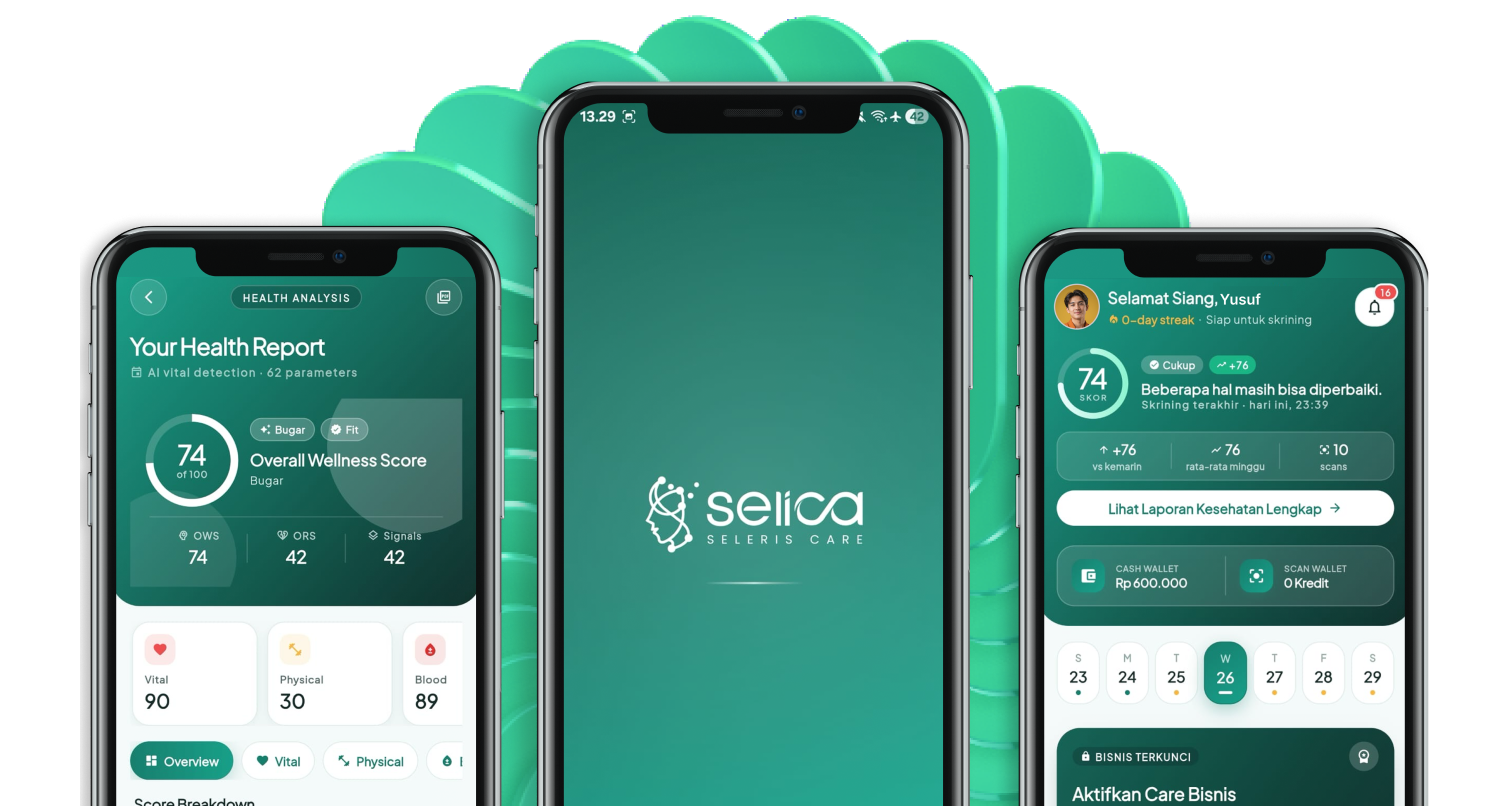 HEALTH ANALYSIS
Your Health Report
AI vital detection · 62 parameters
74
of 100
Bugar
Fit
Overall Wellness Score
Bugar
OWS
74
ORS
42
Signals
42
Vital
90
Physical
30
Blood
89
Overview
Vital
Physical
Score Breakdown
13.29
42
selica
SELERIS CARE
Selamat Siang, Yusuf
0-day streak · Siap untuk skrining
16
74
SKOR
Cukup
+76
Beberapa hal masih bisa diperbaiki.
Skrining terakhir · hari ini, 23:39
+76
vs kemarin
76
rata-rata minggu
10
scans
Lihat Laporan Kesehatan Lengkap
CASH WALLET
Rp 600.000
SCAN WALLET
0 Kredit
S
23
M
24
T
25
W
26
T
27
F
28
S
29
BISNIS TERKUNCI
Aktifkan Care Bisnis